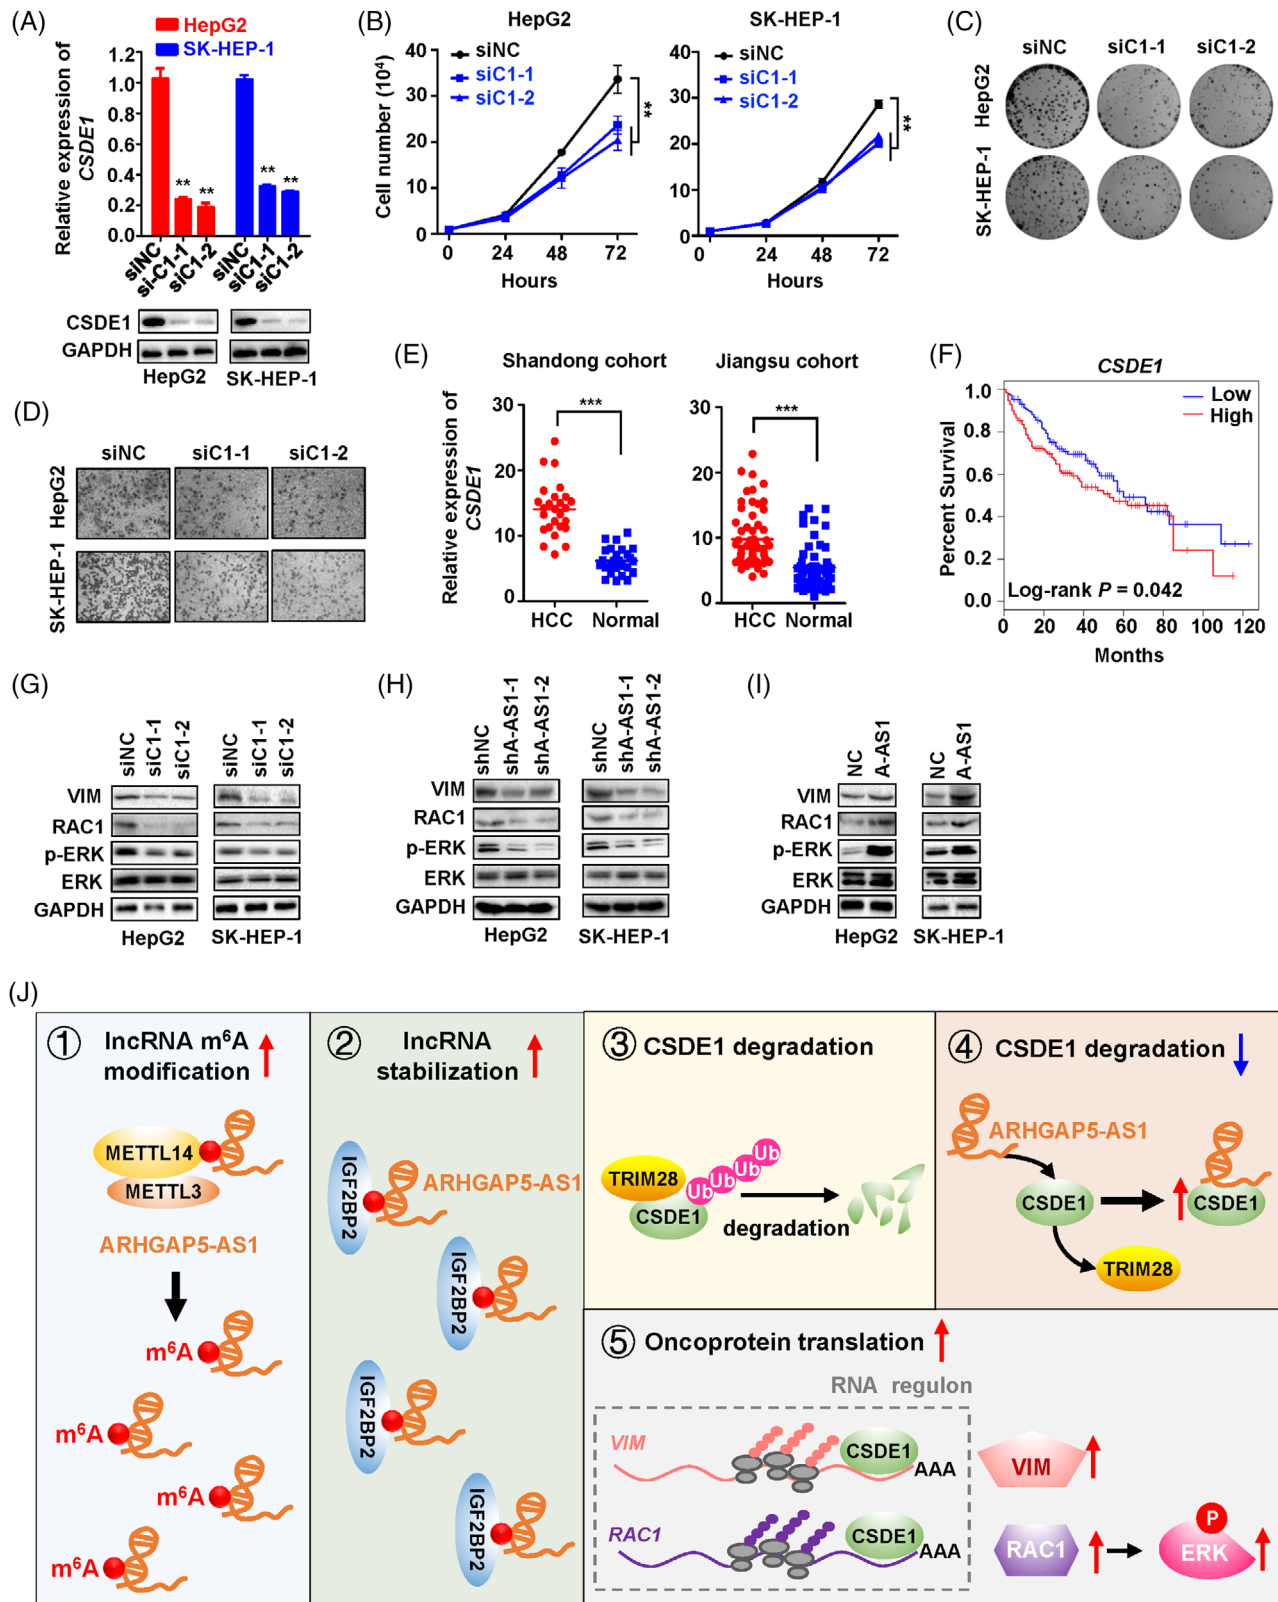 (A)
HepG2
SK-HEP-1
Relative expression of
CSDE1
1.2
1.0
0.8
0.6
0.4
0.2
0.0
** **
** **
siNC
si-C1-1
siC1-2
siNC
siC1-1
siC1-2
CSDE1
GAPDH
HepG2 SK-HEP-1
(B)
HepG2 SK-HEP-1
Cell number (10⁴)
siNC
siC1-1
siC1-2
40
30
20
10
0
**
0 24 48 72
Hours
siNC
siC1-1
siC1-2
40
30
20
10
0
**
0 24 48 72
Hours
(C)
siNC siC1-1 siC1-2
HepG2
SK-HEP-1
(D)
siNC siC1-1 siC1-2
HepG2
SK-HEP-1
(E)
Shandong cohort Jiangsu cohort
Relative expression of
CSDE1
30
20
10
0
***
HCC Normal
30
20
10
0
***
HCC Normal
(F)
CSDE1
Low
High
Percent Survival
1.0
0.8
0.6
0.4
0.2
0.0
Log-rank P = 0.042
0 20 40 60 80 100 120
Months
(G)
siNC siC1-1 siC1-2 siNC siC1-1 siC1-2
VIM
RAC1
p-ERK
ERK
GAPDH
HepG2 SK-HEP-1
(H)
shNC shA-AS1-1 shA-AS1-2 shNC shA-AS1-1 shA-AS1-2
VIM
RAC1
p-ERK
ERK
GAPDH
HepG2 SK-HEP-1
(I)
NC A-AS1 NC A-AS1
VIM
RAC1
p-ERK
ERK
GAPDH
HepG2 SK-HEP-1
(J)
① lncRNA m⁶A
modification
METTL14
METTL3
ARHGAP5-AS1
m⁶A
m⁶A
m⁶A
m⁶A
② lncRNA
stabilization
IGF2BP2
ARHGAP5-AS1
IGF2BP2
IGF2BP2
IGF2BP2
③ CSDE1 degradation
TRIM28
CSDE1
Ub Ub Ub Ub
degradation
④ CSDE1 degradation
ARHGAP5-AS1
CSDE1
CSDE1
TRIM28
⑤ Oncoprotein translation
RNA regulon
VIM
CSDE1
AAA
VIM
RAC1
CSDE1
AAA
RAC1
P
ERK